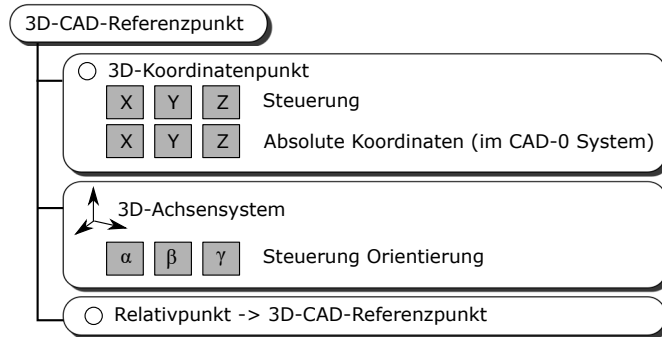 3D-CAD-Referenzpunkt
3D-Koordinatenpunkt
X Y Z Steuerung
X Y Z Absolute Koordinaten (im CAD-0 System)
3D-Achsensystem
α β γ Steuerung Orientierung
Relativpunkt -> 3D-CAD-Referenzpunkt